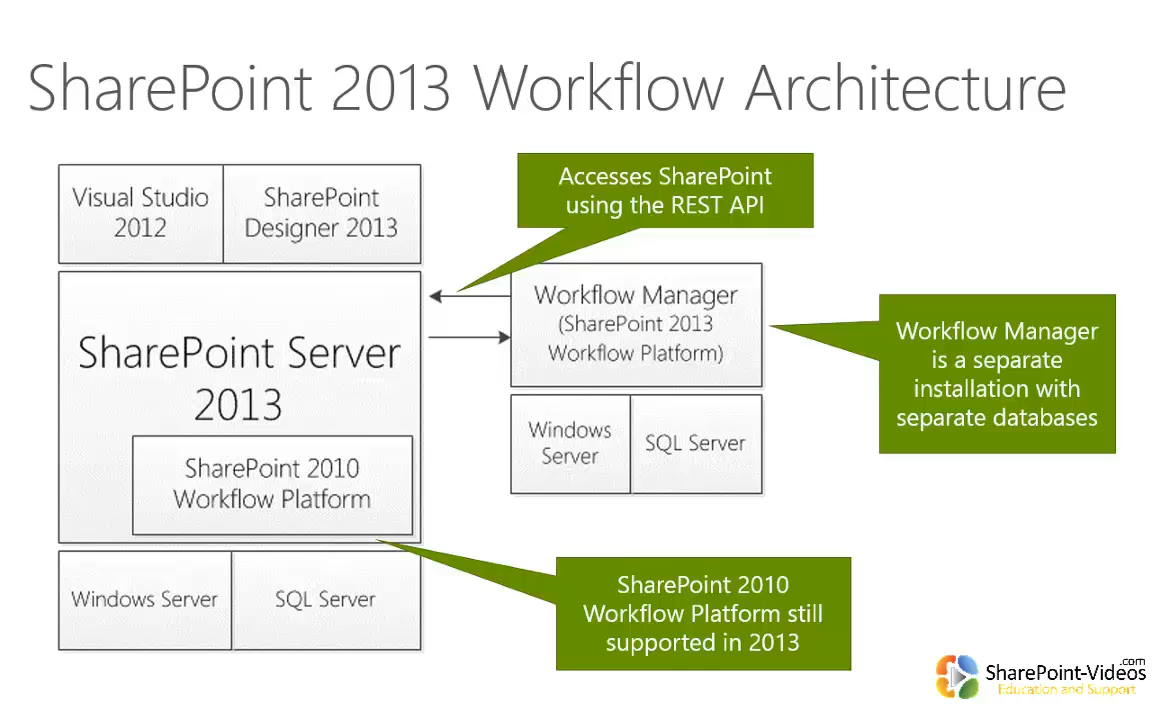 SharePoint 2013 Workflow Architecture
Visual Studio
2012
SharePoint
Designer 2013
Accesses SharePoint
using the REST API
SharePoint Server
2013
SharePoint 2010
Workflow Platform
Workflow Manager
(SharePoint 2013
Workflow Platform)
Workflow Manager
is a separate
installation with
separate databases
Windows
Server
SQL Server
Windows Server
SQL Server
SharePoint 2010
Workflow Platform still
supported in 2013
.com
SharePoint-Videos
Education and Support